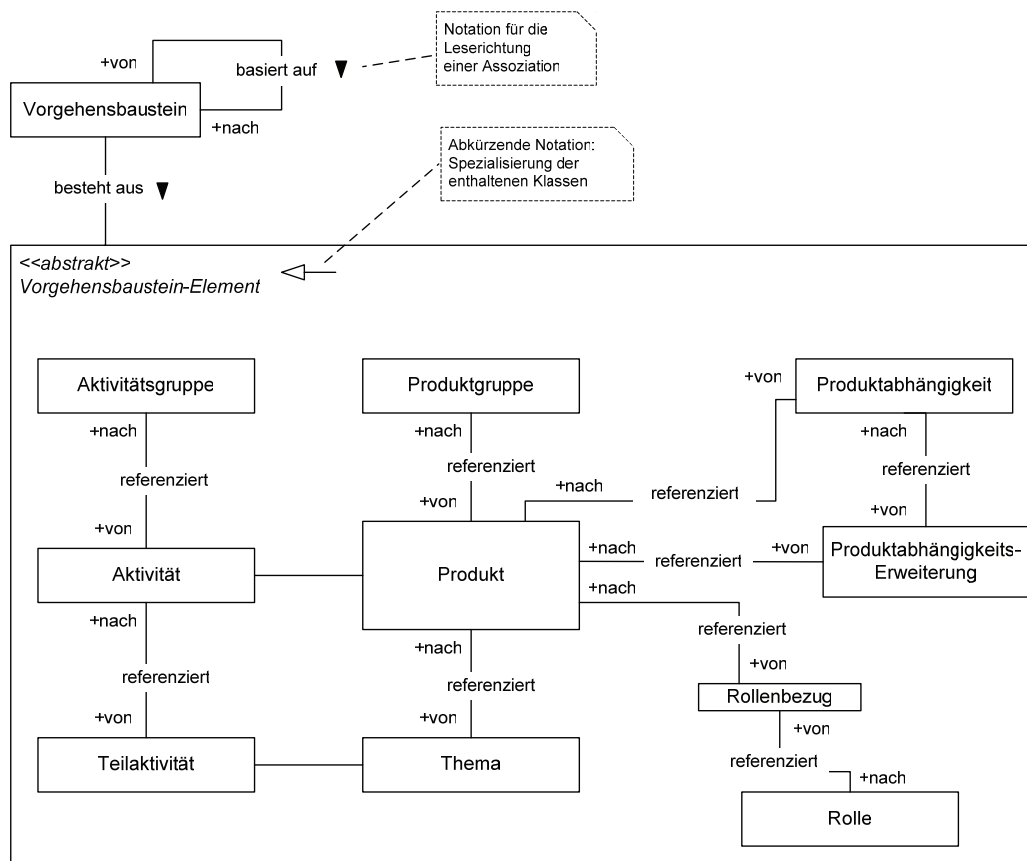 Notation für die
Leserichtung
einer Assoziation
+von
basiert auf
Vorgehensbaustein
+nach
Abkürzende Notation:
Spezialisierung der
enthaltenen Klassen
besteht aus
<<abstrakt>>
Vorgehensbaustein-Element
Aktivitätsgruppe
Produktgruppe
+von
Produktabhängigkeit
+nach
+nach
+nach
referenziert
referenziert
referenziert
+nach
referenziert
+von
+von
+von
Aktivität
Produkt
+nach
referenziert
+von
Produktabhängigkeits-
Erweiterung
+nach
+nach
+nach
referenziert
referenziert
referenziert
+von
+von
+von
Rollenbezug
+von
Teilaktivität
Thema
referenziert
+nach
Rolle